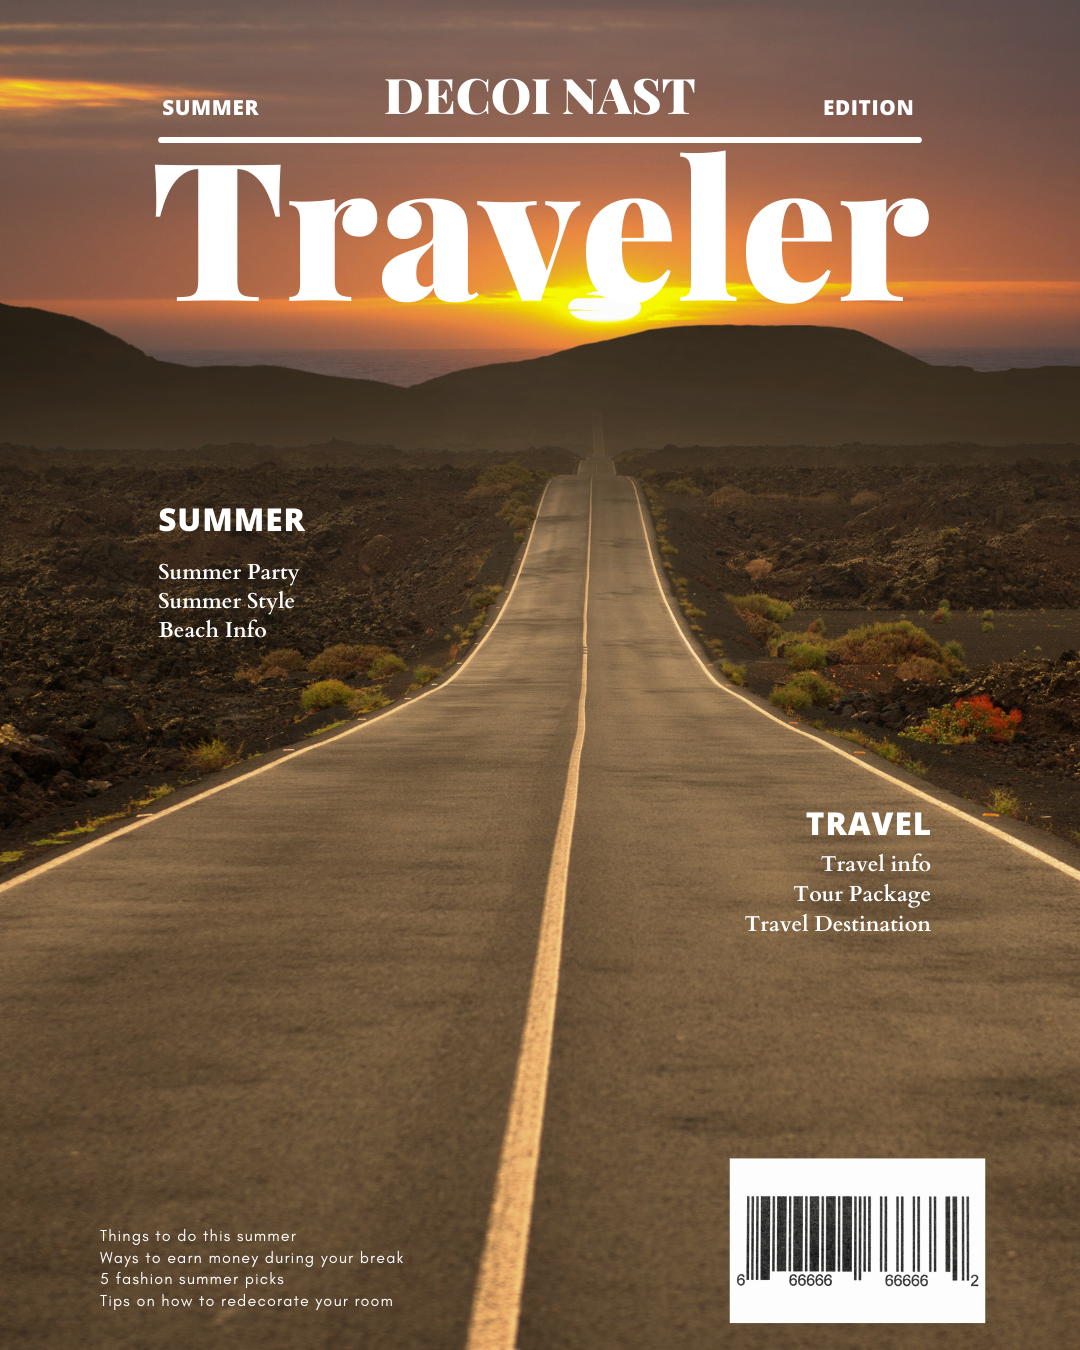 SUMMER DECOI NAST EDITION
Traveler
SUMMER
Summer Party
Summer Style
Beach Info
TRAVEL
Travel info
Tour Package
Travel Destination
Things to do this summer
Ways to earn money during your break
5 fashion summer picks
Tips on how to redecorate your room
6 66666 66666 2